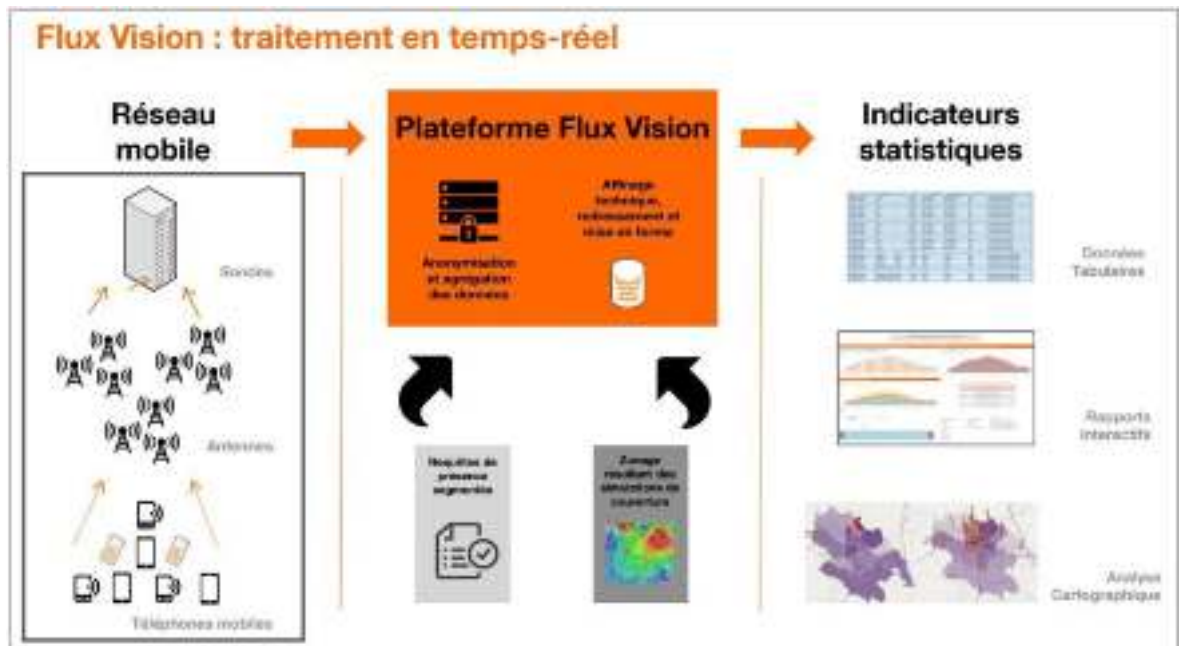 Flux Vision : traitement en temps-réel
Réseau
mobile
Sondes
Antennes
Téléphones mobiles
Plateforme Flux Vision
Anonymisation
et agrégation
des données
Affinage
technique,
redressement et
mise en forme
Requêtes de
présence
segmentées
Zonage
résultant des
simulations de
couverture
Indicateurs
statistiques
Données
Tabulaires
Rapports
Interactifs
Analyse
Cartographique